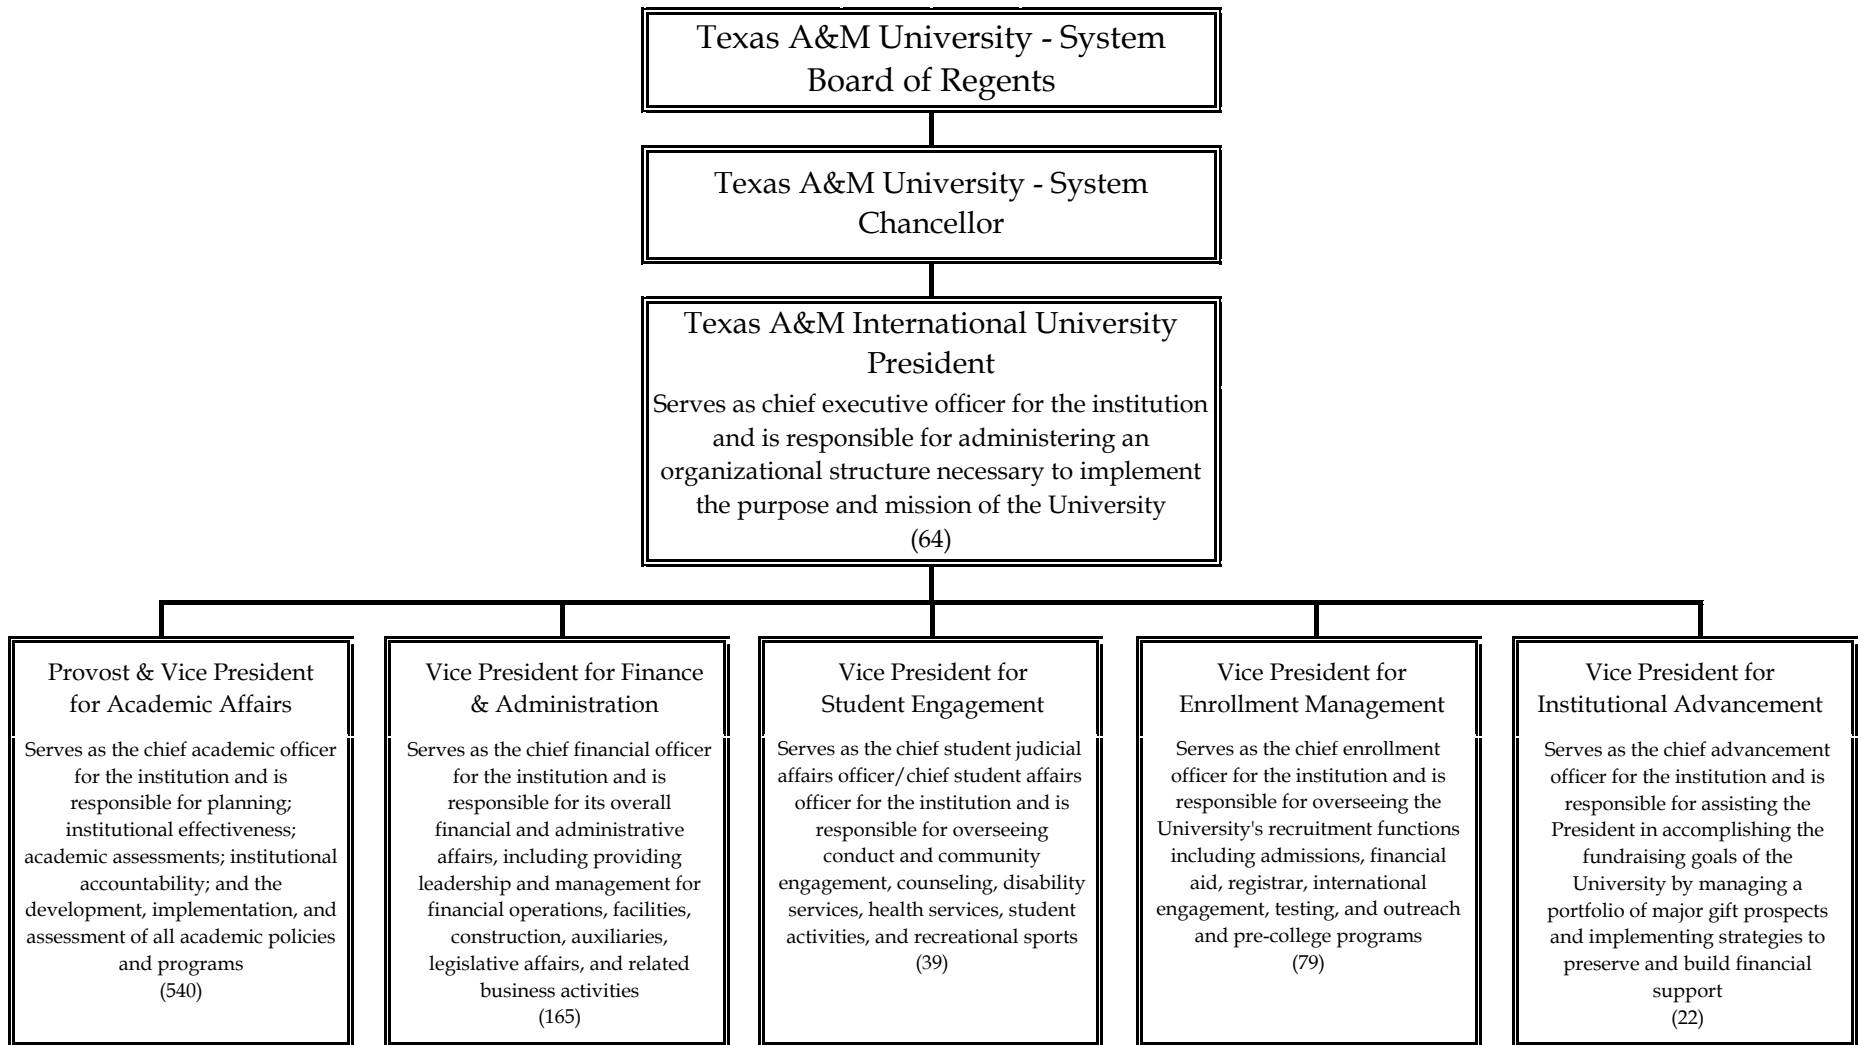 Texas A&M University - System
Board of Regents
Texas A&M University - System
Chancellor
Texas A&M International University
President
Serves as chief executive officer for the institution
and is responsible for administering an
organizational structure necessary to implement
the purpose and mission of the University
(64)
Provost & Vice President
for Academic Affairs
Serves as the chief academic officer
for the institution and is
responsible for planning;
institutional effectiveness;
academic assessments; institutional
accountability; and the
development, implementation, and
assessment of all academic policies
and programs
(540)
Vice President for Finance
& Administration
Serves as the chief financial officer
for the institution and is
responsible for its overall
financial and administrative
affairs, including providing
leadership and management for
financial operations, facilities,
construction, auxiliaries,
legislative affairs, and related
business activities
(165)
Vice President for
Student Engagement
Serves as the chief student judicial
affairs officer/chief student affairs
officer for the institution and is
responsible for overseeing
conduct and community
engagement, counseling, disability
services, health services, student
activities, and recreational sports
(39)
Vice President for
Enrollment Management
Serves as the chief enrollment
officer for the institution and is
responsible for overseeing the
University's recruitment functions
including admissions, financial
aid, registrar, international
engagement, testing, and outreach
and pre-college programs
(79)
Vice President for
Institutional Advancement
Serves as the chief advancement
officer for the institution and is
responsible for assisting the
President in accomplishing the
fundraising goals of the
University by managing a
portfolio of major gift prospects
and implementing strategies to
preserve and build financial
support
(22)